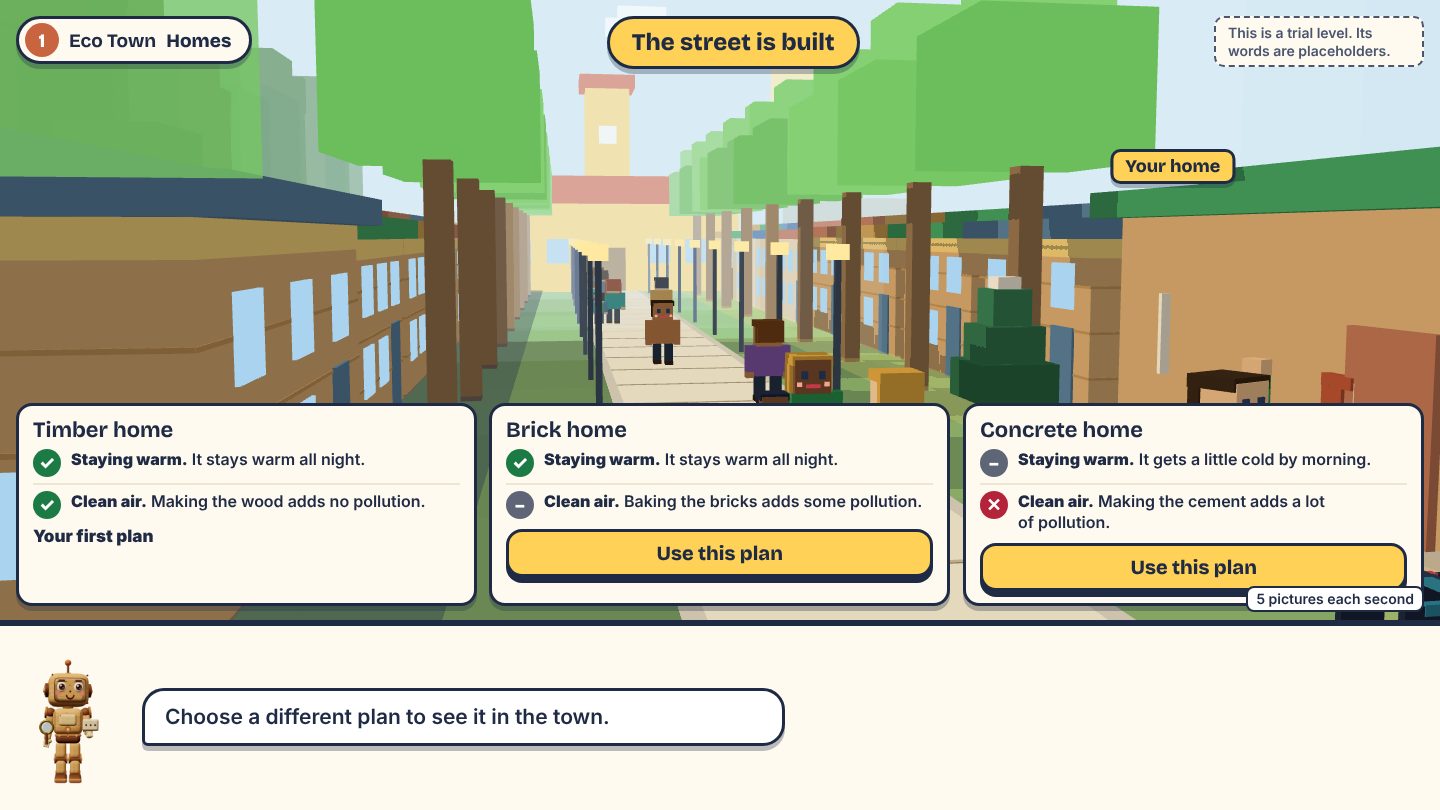 1 Eco Town Homes
The street is built
This is a trial level. Its
words are placeholders.
Your home
Timber home
Staying warm. It stays warm all night.
Clean air. Making the wood adds no pollution.
Your first plan
Brick home
Staying warm. It stays warm all night.
Clean air. Baking the bricks adds some pollution.
Use this plan
Concrete home
Staying warm. It gets a little cold by morning.
Clean air. Making the cement adds a lot
of pollution.
Use this plan
5 pictures each second
Choose a different plan to see it in the town.